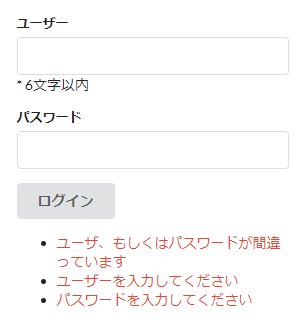 ユーザー
* 6文字以内
パスワード
ログイン
• ユーザ、もしくはパスワードが間違
っています
• ユーザーを入力してください
• パスワードを入力してください